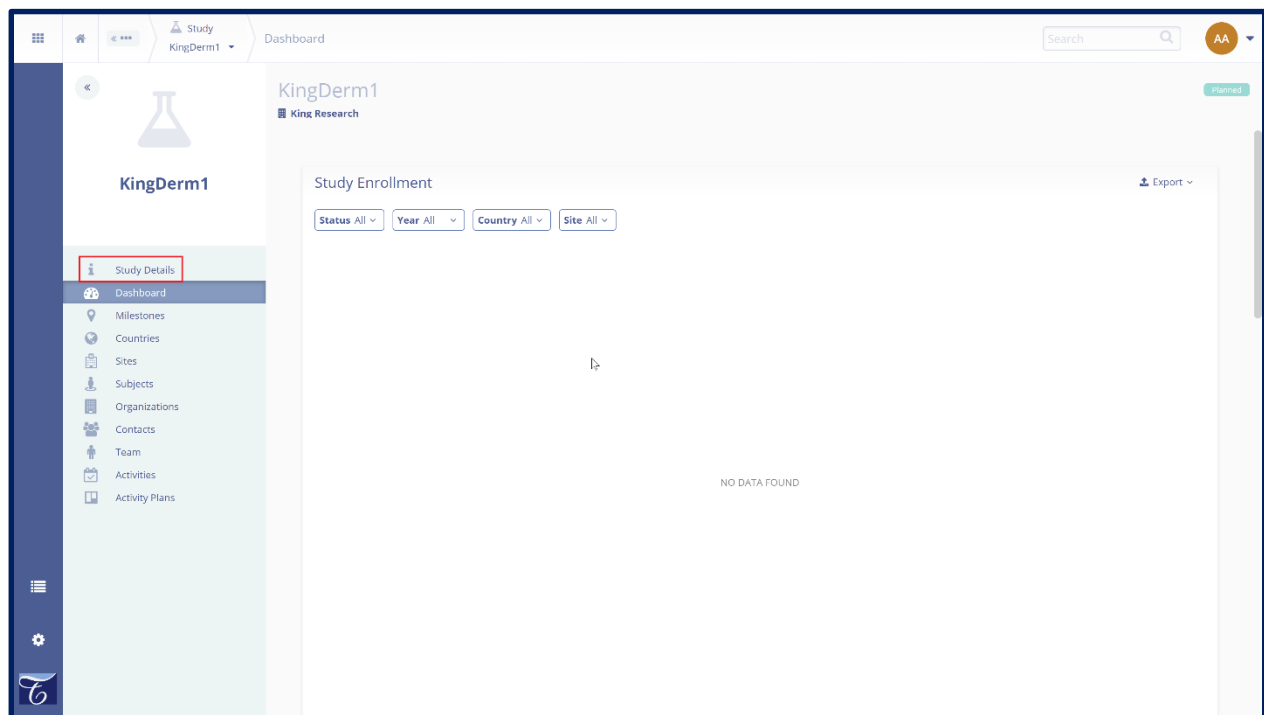 Study
KingDerm1
Dashboard
Search
AA
KingDerm1
King Research
Planned
KingDerm1
Study Enrollment
Export
Status All
Year All
Country All
Site All
Study Details
Dashboard
Milestones
Countries
Sites
Subjects
Organizations
Contacts
Team
Activities
Activity Plans
NO DATA FOUND